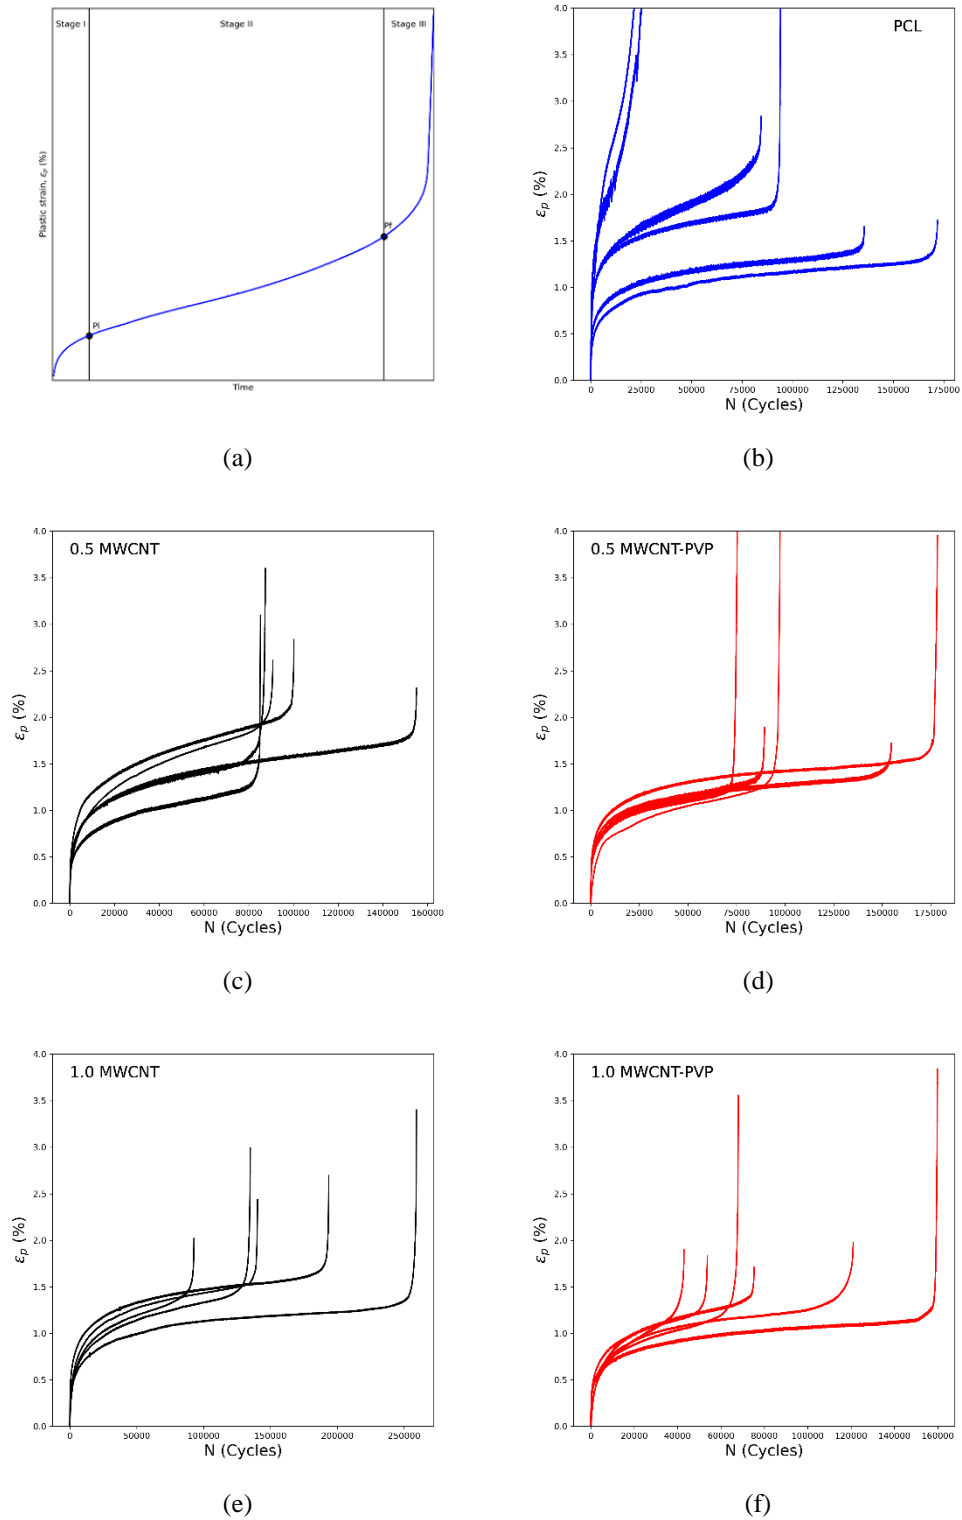 Stage I Stage II Stage III
Plastic strain, εp (%)
Pi
Pf
Time
(a)
PCL
4.0
3.5
3.0
2.5
2.0
1.5
1.0
0.5
0.0
εp (%)
0 25000 50000 75000 100000 125000 150000 175000
N (Cycles)
(b)
0.5 MWCNT
4.0
3.5
3.0
2.5
2.0
1.5
1.0
0.5
0.0
εp (%)
0 20000 40000 60000 80000 100000 120000 140000 160000
N (Cycles)
(c)
0.5 MWCNT-PVP
4.0
3.5
3.0
2.5
2.0
1.5
1.0
0.5
0.0
εp (%)
0 25000 50000 75000 100000 125000 150000 175000
N (Cycles)
(d)
1.0 MWCNT
4.0
3.5
3.0
2.5
2.0
1.5
1.0
0.5
0.0
εp (%)
0 50000 100000 150000 200000 250000
N (Cycles)
(e)
1.0 MWCNT-PVP
4.0
3.5
3.0
2.5
2.0
1.5
1.0
0.5
0.0
εp (%)
0 20000 40000 60000 80000 100000 120000 140000 160000
N (Cycles)
(f)